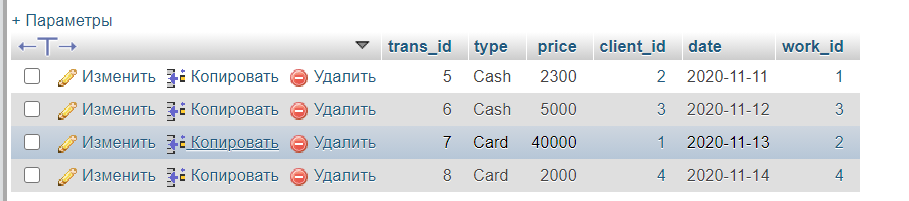 + Параметры
←T→ trans_id type price client_id date work_id
Изменить Копировать Удалить 5 Cash 2300 2 2020-11-11 1
Изменить Копировать Удалить 6 Cash 5000 3 2020-11-12 3
Изменить Копировать Удалить 7 Card 40000 1 2020-11-13 2
Изменить Копировать Удалить 8 Card 2000 4 2020-11-14 4